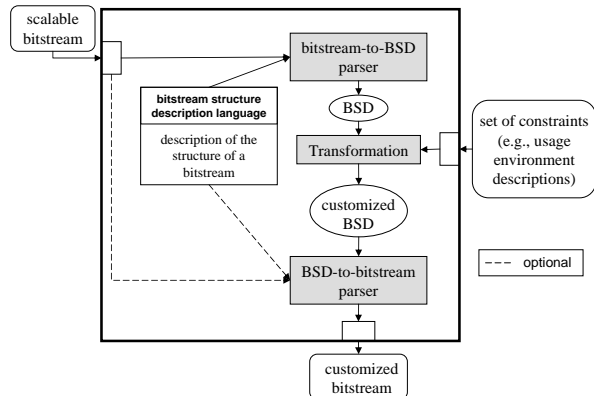 scalable
bitstream
bitstream-to-BSD
parser
bitstream structure
description language
description of the
structure of a
bitstream
BSD
set of constraints
(e.g., usage
environment
descriptions)
Transformation
customized
BSD
BSD-to-bitstream
parser
optional
customized
bitstream